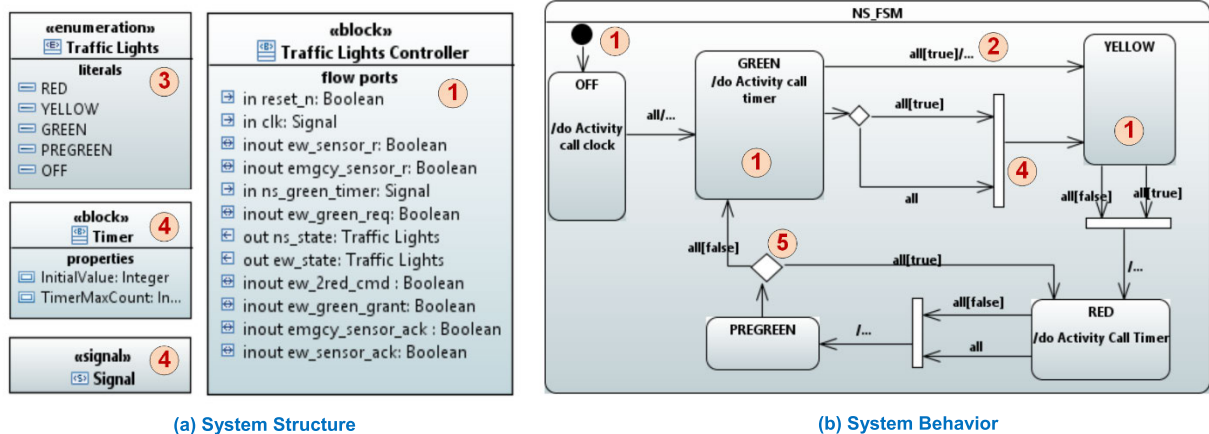 «enumeration»
Traffic Lights
literals
3
RED
YELLOW
GREEN
PREGREEN
OFF
«block»
4
Timer
properties
InitialValue: Integer
TimerMaxCount: In...
«signal»
4
Signal
«block»
Traffic Lights Controller
flow ports
1
in reset_n: Boolean
in clk: Signal
inout ew_sensor_r: Boolean
inout emgcy_sensor_r: Boolean
in ns_green_timer: Signal
inout ew_green_req: Boolean
out ns_state: Traffic Lights
out ew_state: Traffic Lights
inout ew_2red_cmd : Boolean
inout ew_green_grant: Boolean
inout emgcy_sensor_ack : Boolean
inout ew_sensor_ack: Boolean
(a) System Structure
NS_FSM
1
OFF
/do Activity
call clock
all/...
GREEN
/do Activity call
timer
1
all[true]/...
2
all[true]
all
4
YELLOW
1
all[false]
all[true]
/...
all[false]
5
all[true]
PREGREEN
/...
all[false]
all
RED
/do Activity Call Timer
(b) System Behavior